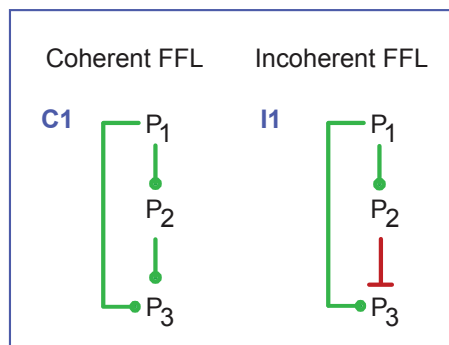 Coherent FFL Incoherent FFL
C1 P₁ I1 P₁
P₂ P₂
P₃ P₃